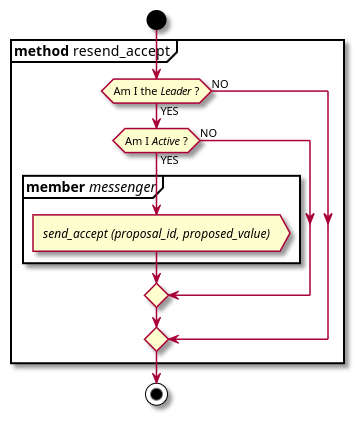 method resend_accept
Am I the Leader ?
NO
YES
Am I Active ?
NO
YES
member messenger
send_accept (proposal_id, proposed_value)